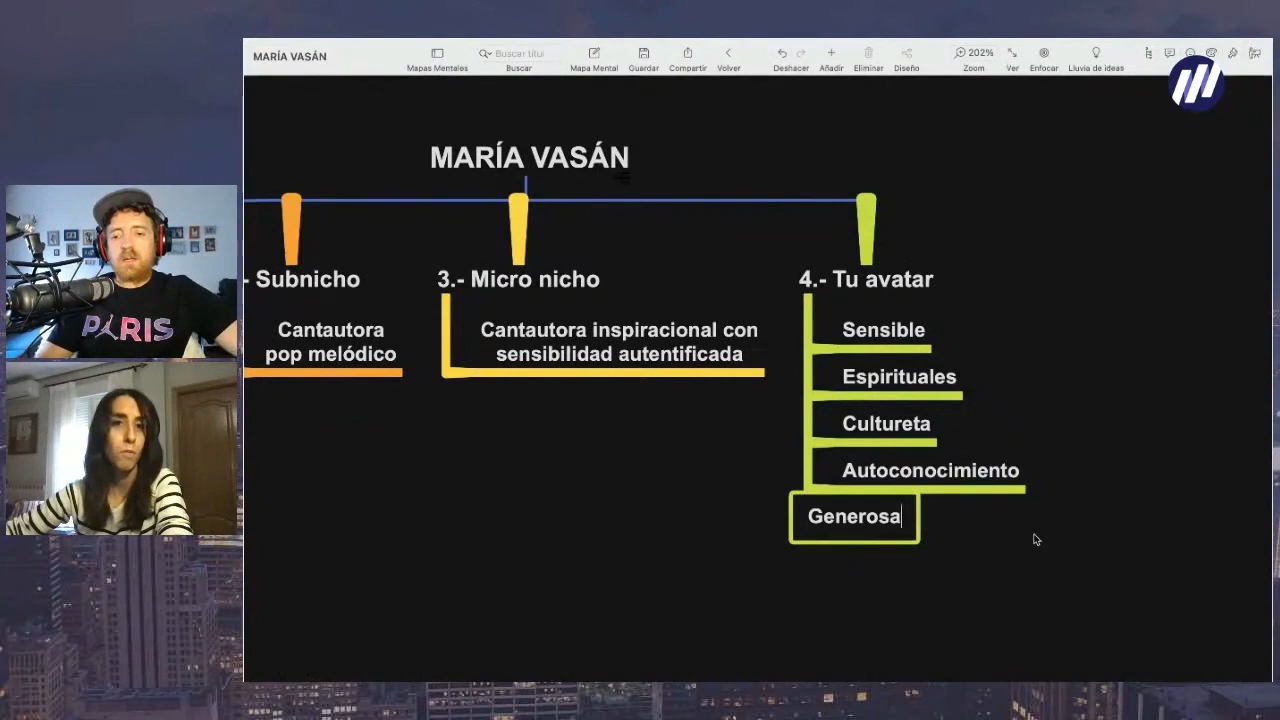 MARÍA VASÁN
Mapas Mentales
Buscar títul
Buscar
Mapa Mental
Guardar
Compartir
Volver
Deshacer
Añadir
Eliminar
Diseño
202%
Zoom
Ver
Enfocar
Lluvia de ideas
MARÍA VASÁN
- Subnicho
3.- Micro nicho
4.- Tu avatar
Cantautora
pop melódico
Cantautora inspiracional con
sensibilidad autentificada
Sensible
Espirituales
Cultureta
Autoconocimiento
Generosa
PARIS